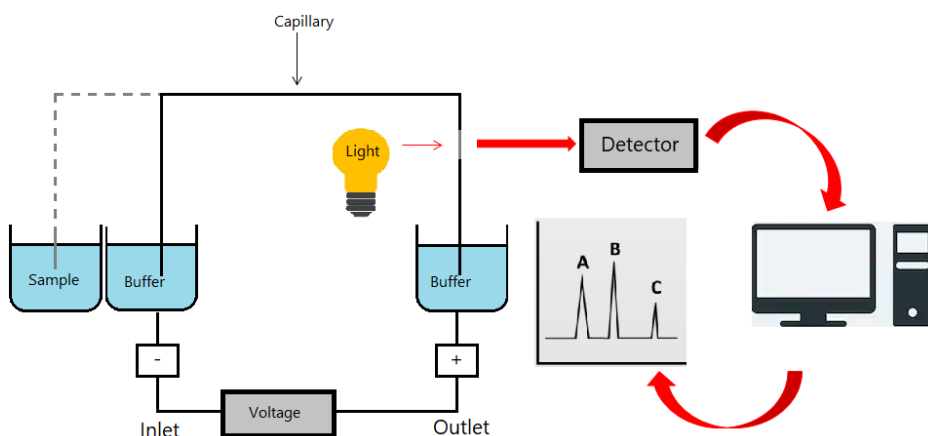 Capillary
Light
Detector
Sample
Buffer
Buffer
A
B
C
-
+
Voltage
Inlet
Outlet